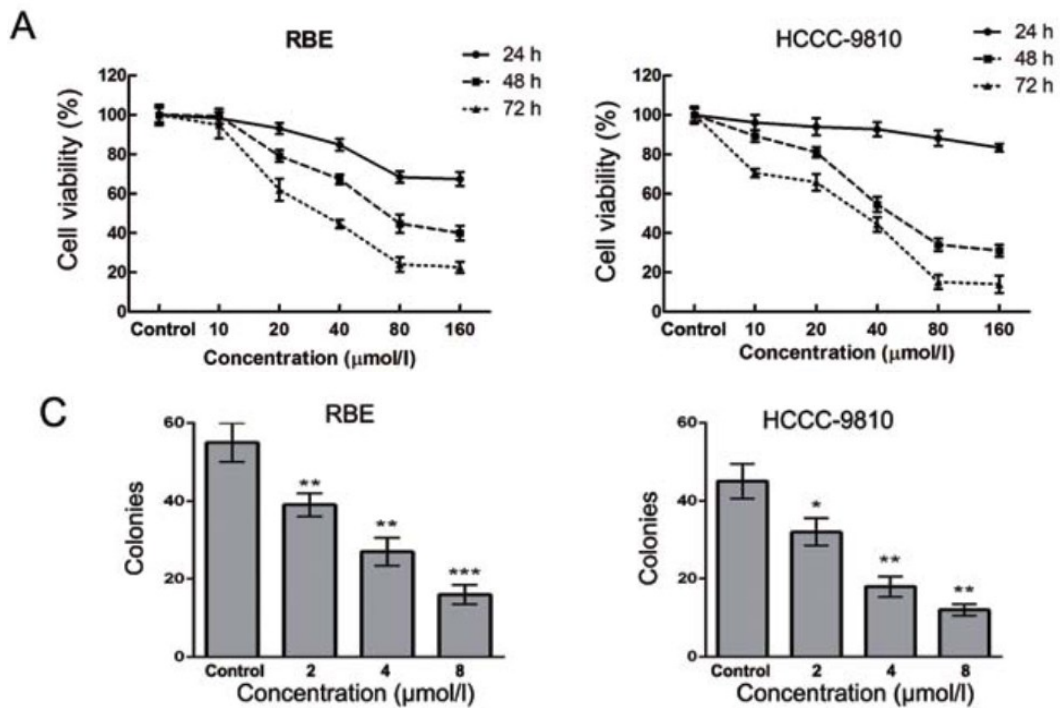 A
RBE
24 h
48 h
72 h
Cell viability (%)
120
100
80
60
40
20
0
Control 10 20 40 80 160
Concentration (μmol/l)
HCCC-9810
24 h
48 h
72 h
Cell viability (%)
120
100
80
60
40
20
0
Control 10 20 40 80 160
Concentration (μmol/l)
C
RBE
Colonies
60
40
20
0
**
**
***
Control 2 4 8
Concentration (μmol/l)
HCCC-9810
Colonies
60
40
20
0
*
**
**
Control 2 4 8
Concentration (μmol/l)